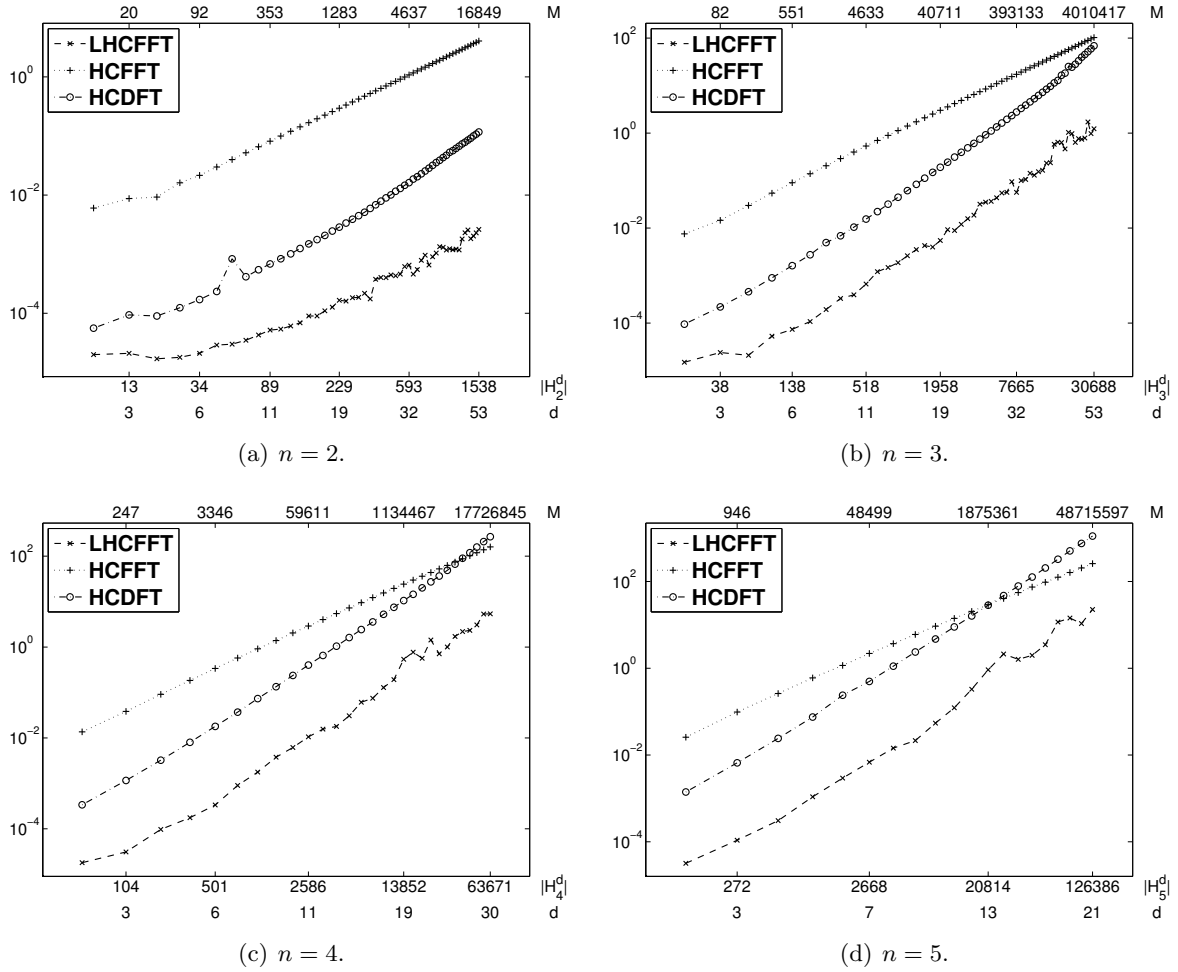 20 92 353 1283 4637 16849 M
LHCFFT
HCFFT
HCDFT
10^0
10^-2
10^-4
13 34 89 229 593 1538 |H_2^d|
3 6 11 19 32 53 d
(a) n = 2.
82 551 4633 40711 393133 4010417 M
LHCFFT
HCFFT
HCDFT
10^2
10^0
10^-2
10^-4
38 138 518 1958 7665 30688 |H_3^d|
3 6 11 19 32 53 d
(b) n = 3.
247 3346 59611 1134467 17726845 M
LHCFFT
HCFFT
HCDFT
10^2
10^0
10^-2
10^-4
104 501 2586 13852 63671 |H_4^d|
3 6 11 19 30 d
(c) n = 4.
946 48499 1875361 48715597 M
LHCFFT
HCFFT
HCDFT
10^2
10^0
10^-2
10^-4
272 2668 20814 126386 |H_5^d|
3 7 13 21 d
(d) n = 5.